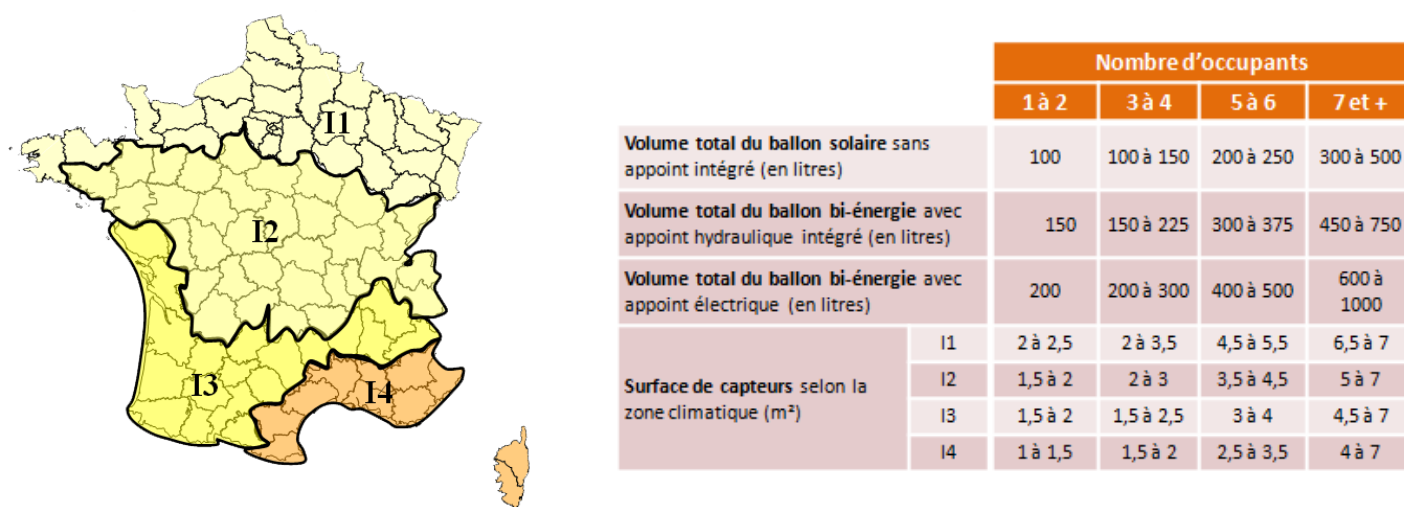 I1
I2
I3
I4
Nombre d'occupants
1 à 2 3 à 4 5 à 6 7 et +
Volume total du ballon solaire sans
appoint intégré (en litres)
100 100 à 150 200 à 250 300 à 500
Volume total du ballon bi-énergie avec
appoint hydraulique intégré (en litres)
150 150 à 225 300 à 375 450 à 750
Volume total du ballon bi-énergie avec
appoint électrique (en litres)
200 200 à 300 400 à 500 600 à
1000
Surface de capteurs selon la
zone climatique (m²)
I1 2 à 2,5 2 à 3,5 4,5 à 5,5 6,5 à 7
I2 1,5 à 2 2 à 3 3,5 à 4,5 5 à 7
I3 1,5 à 2 1,5 à 2,5 3 à 4 4,5 à 7
I4 1 à 1,5 1,5 à 2 2,5 à 3,5 4 à 7